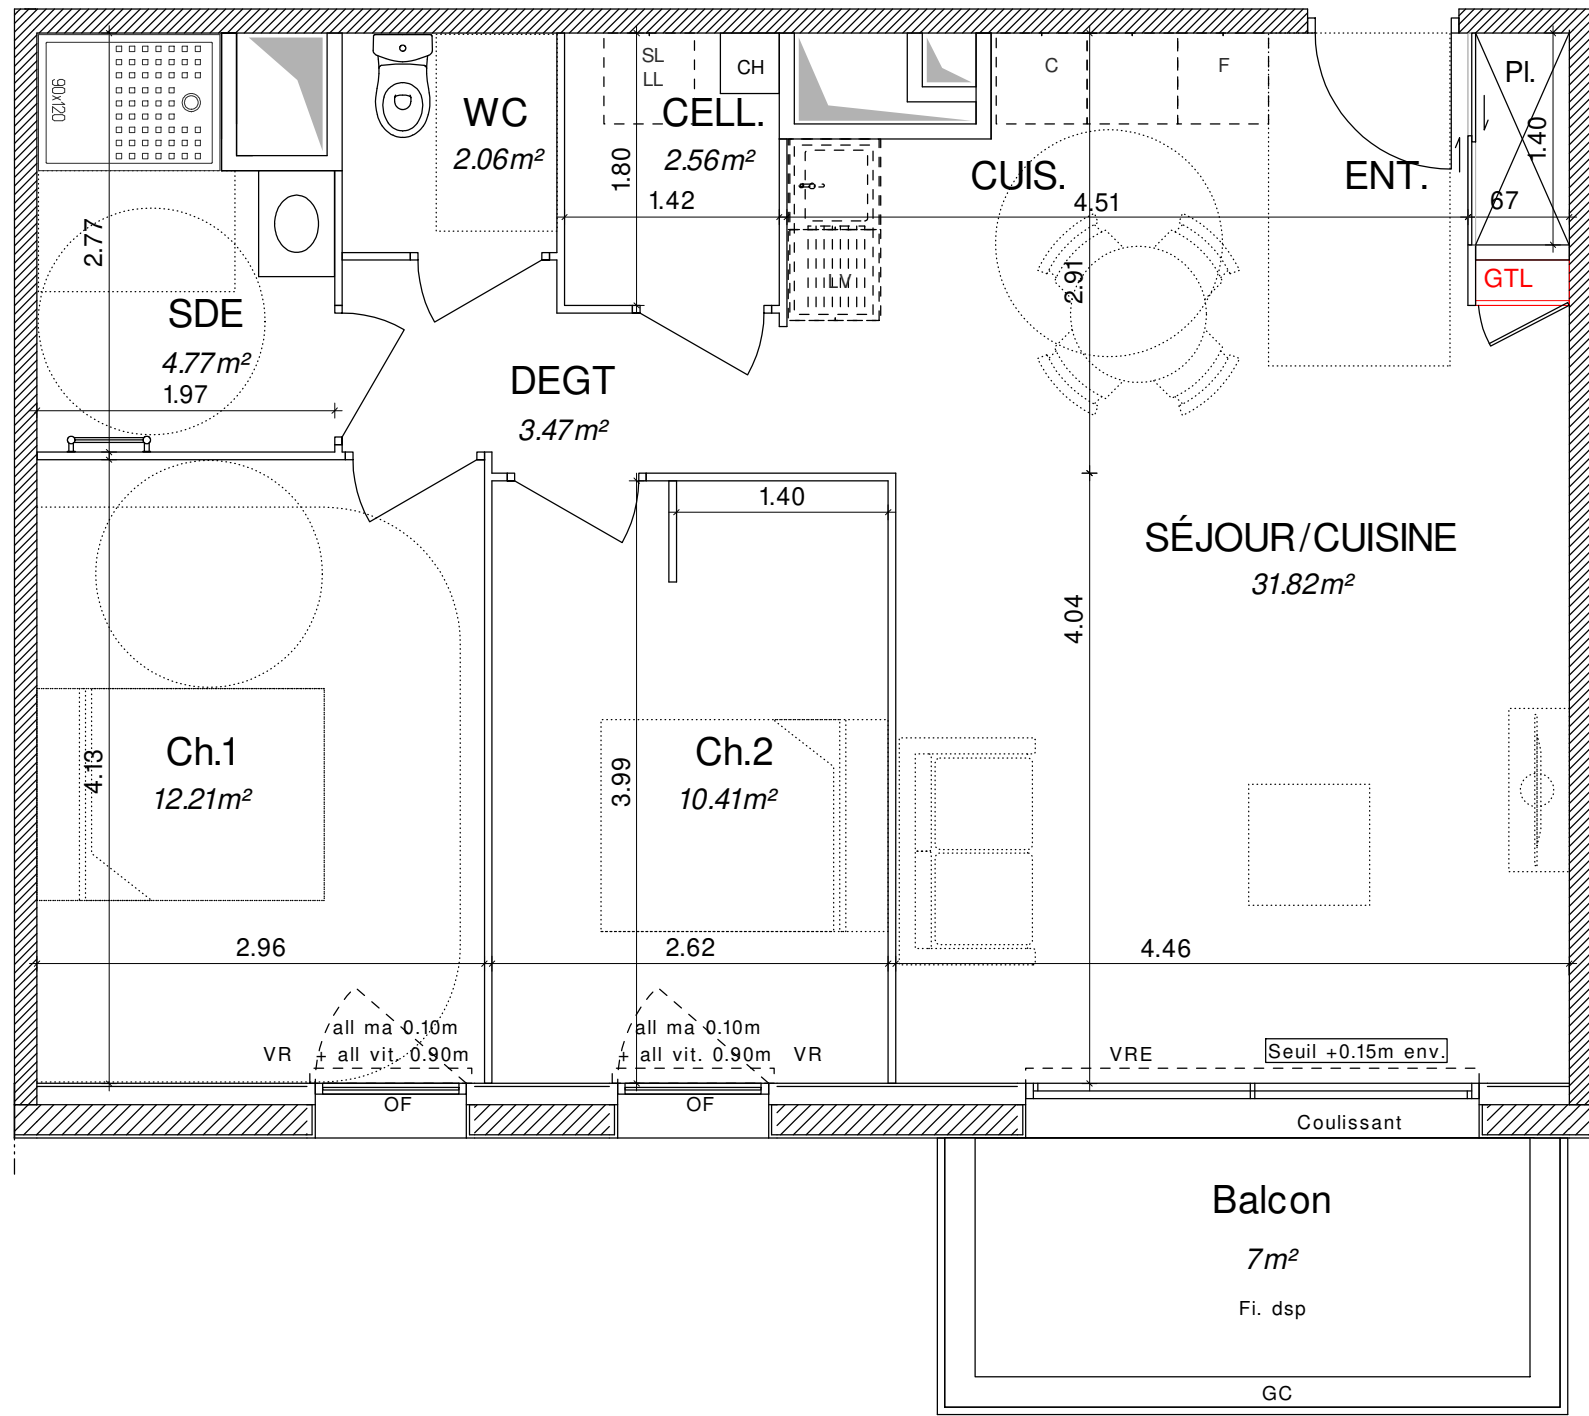 90x120
WC
2.06m²
SL
LL
CH
CELL.
2.56m²
1.80
1.42
C
F
CUIS.
4.51
ENT.
Pl.
1.40
67
GTL
2.77
SDE
4.77m²
1.97
LV
2.91
DEGT
3.47m²
1.40
SÉJOUR/CUISINE
31.82m²
4.04
Ch.1
12.21m²
4.13
Ch.2
10.41m²
3.99
2.96
2.62
4.46
all ma 0.10m
VR + all vit. 0.90m
all ma 0.10m
+ all vit. 0.90m VR
VRE
Seuil +0.15m env.
OF
OF
Coulissant
Balcon
7m²
Fi. dsp
GC